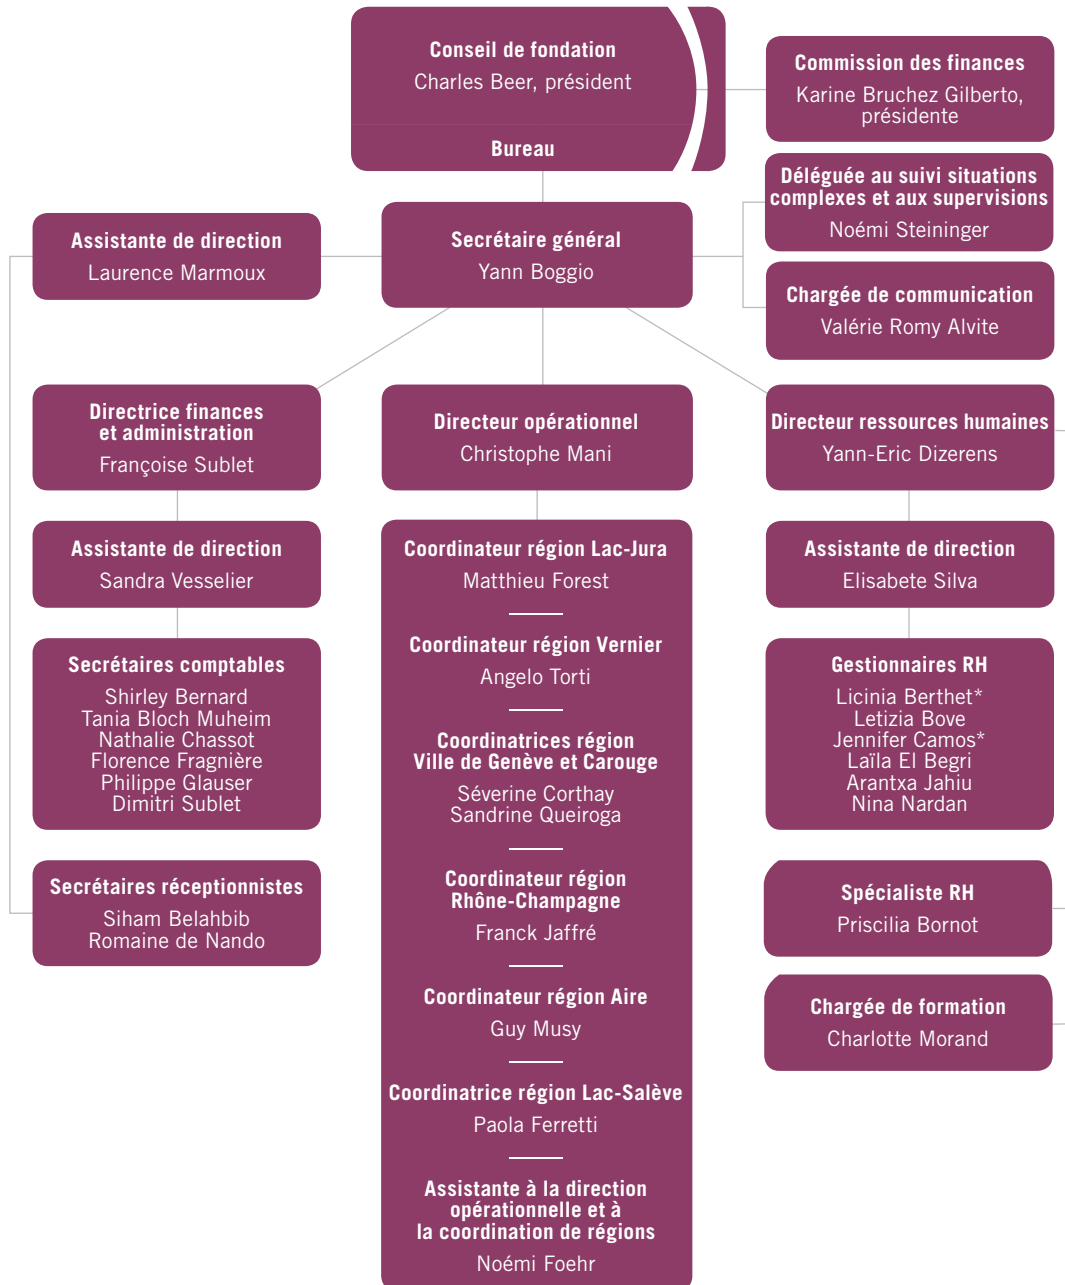 Conseil de fondation
Charles Beer, président
Bureau
Commission des finances
Karine Bruchez Gilberto,
présidente
Déléguée au suivi situations
complexes et aux supervisions
Noémi Steininger
Assistante de direction
Laurence Marmoux
Secrétaire général
Yann Boggio
Chargée de communication
Valérie Romy Alvite
Directrice finances
et administration
Françoise Sublet
Directeur opérationnel
Christophe Mani
Directeur ressources humaines
Yann-Eric Dizerens
Assistante de direction
Sandra Vesselier
Secrétaires comptables
Shirley Bernard
Tania Bloch Muheim
Nathalie Chassot
Florence Fragnière
Philippe Glauser
Dimitri Sublet
Secrétaires réceptionnistes
Siham Belahbib
Romaine de Nando
Coordinateur région Lac-Jura
Matthieu Forest
Coordinateur région Vernier
Angelo Torti
Coordinatrices région
Ville de Genève et Carouge
Séverine Corthay
Sandrine Queiroga
Coordinateur région
Rhône-Champagne
Franck Jaffré
Coordinateur région Aire
Guy Musy
Coordinatrice région Lac-Salève
Paola Ferretti
Assistante à la direction
opérationnelle et à
la coordination de régions
Noémi Foehr
Assistante de direction
Elisabete Silva
Gestionnaires RH
Licinia Berthet*
Letizia Bove
Jennifer Camos*
Laïla El Begri
Arantxa Jahiu
Nina Nardan
Spécialiste RH
Priscilia Bornot
Chargée de formation
Charlotte Morand